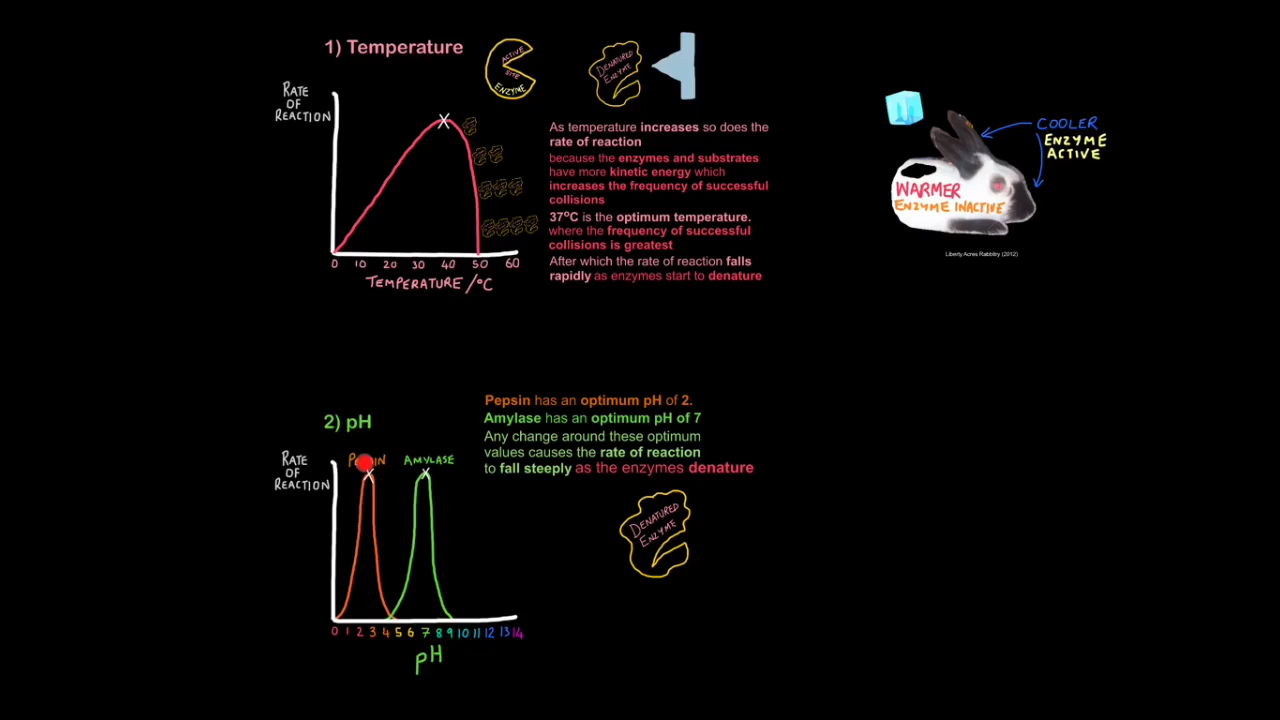 1) Temperature
ACTIVE
SITE
ENZYME
DENATURED
ENZYME
RATE
OF
REACTION
X
0 10 20 30 40 50 60
TEMPERATURE /°C
As temperature increases so does the
rate of reaction
because the enzymes and substrates
have more kinetic energy which
increases the frequency of successful
collisions
37ºC is the optimum temperature.
where the frequency of successful
collisions is greatest
After which the rate of reaction falls
rapidly as enzymes start to denature
COOLER
ENZYME
ACTIVE
WARMER
ENZYME INACTIVE
Liberty Acres Rabbitry (2012)
2) pH
Pepsin has an optimum pH of 2.
Amylase has an optimum pH of 7
Any change around these optimum
values causes the rate of reaction
to fall steeply as the enzymes denature
RATE
OF
REACTION
AMYLASE
X X
0 1 2 3 4 5 6 7 8 9 10 11 12 13 14
pH
DENATURED
ENZYME